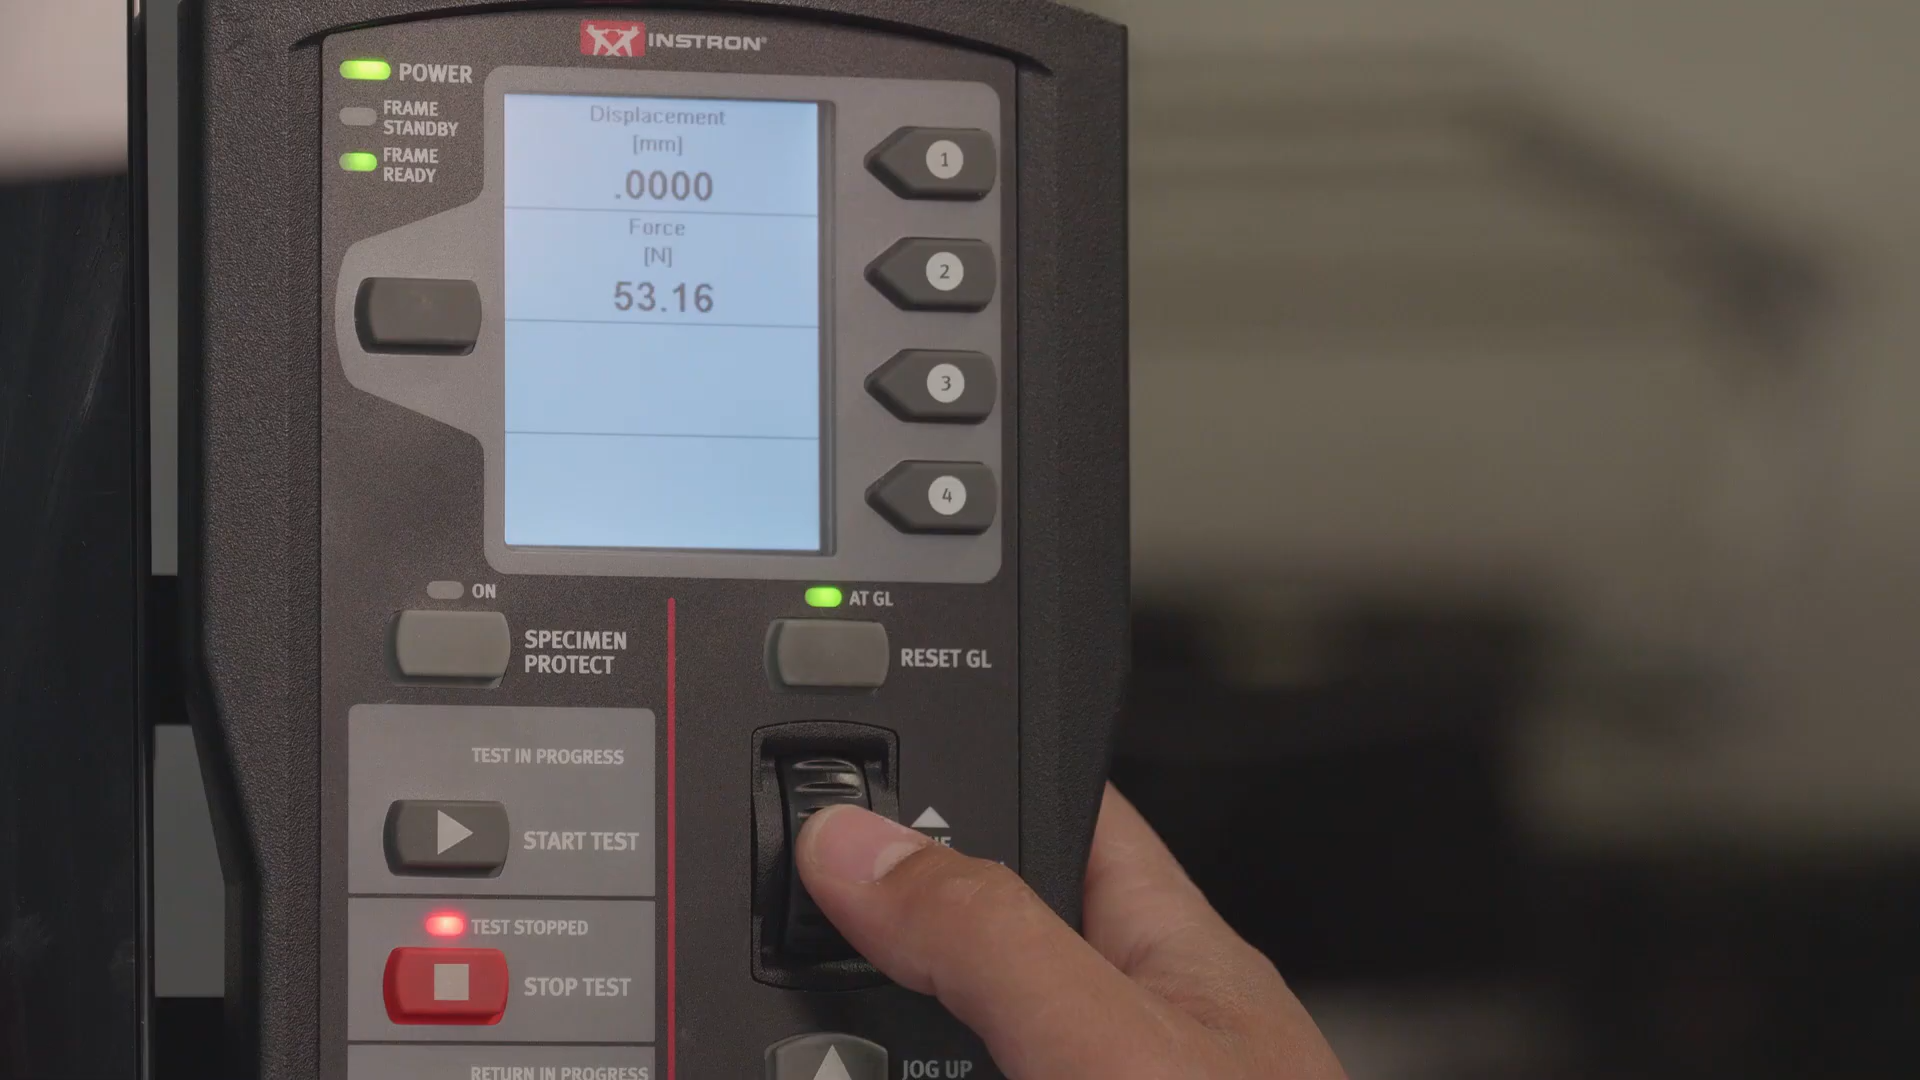 INSTRON®
POWER
FRAME
STANDBY
FRAME
READY
Displacement
[mm]
.0000
Force
[N]
53.16
1
2
3
4
ON
SPECIMEN
PROTECT
AT GL
RESET GL
TEST IN PROGRESS
START TEST
TEST STOPPED
STOP TEST
JOG UP
RETURN IN PROGRESS